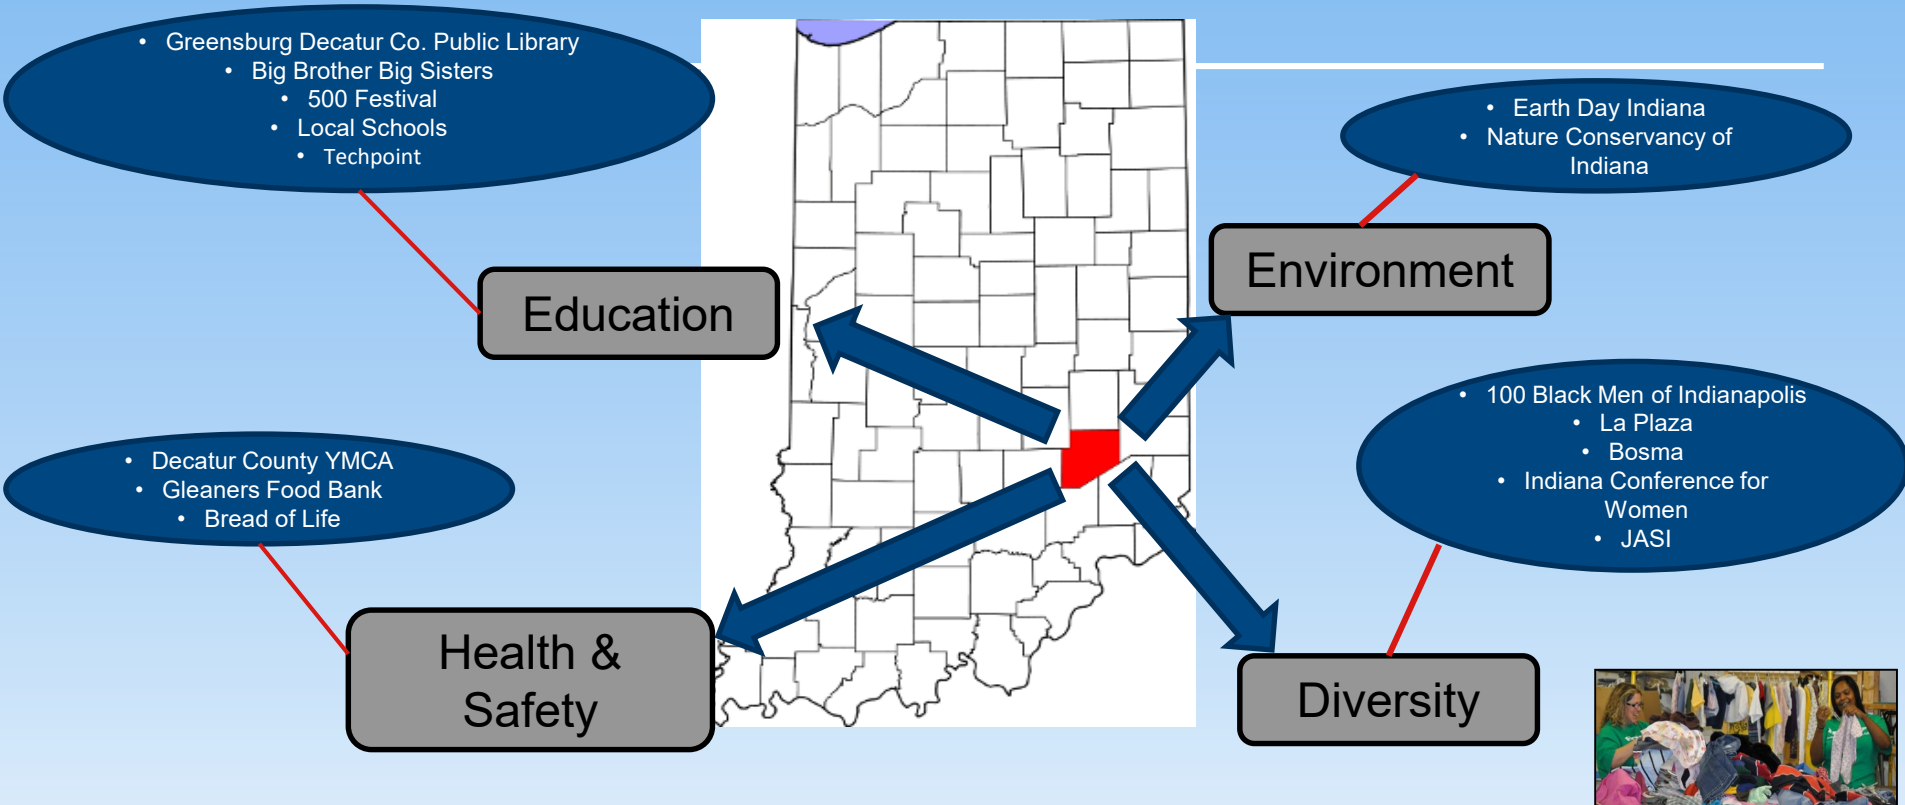 • Greensburg Decatur Co. Public Library
• Big Brother Big Sisters
• 500 Festival
• Local Schools
• Techpoint
Education
• Earth Day Indiana
• Nature Conservancy of
Indiana
Environment
• Decatur County YMCA
• Gleaners Food Bank
• Bread of Life
Health &
Safety
• 100 Black Men of Indianapolis
• La Plaza
• Bosma
• Indiana Conference for
Women
• JASI
Diversity